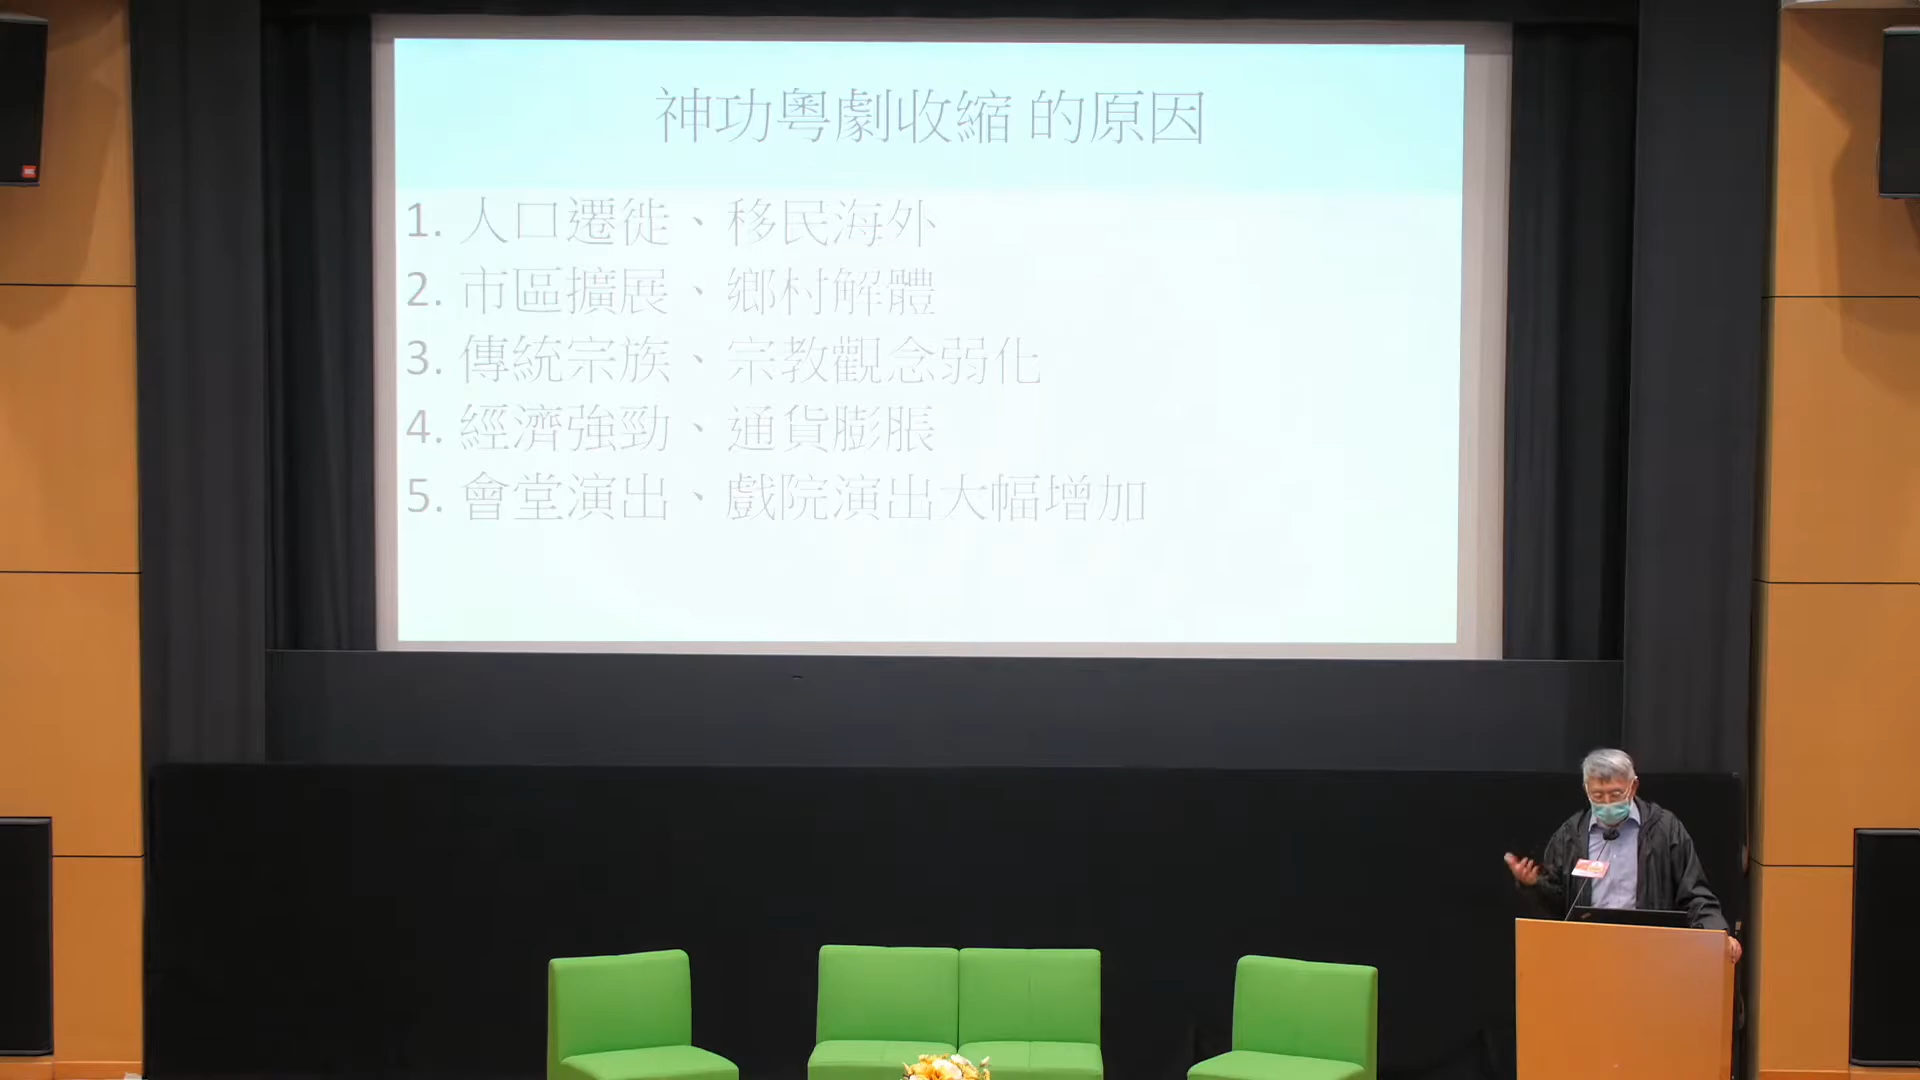 神功粵劇收縮 的原因
1. 人口遷徙、移民海外
2. 市區擴展、鄉村解體
3. 傳統宗族、宗教觀念弱化
4. 經濟強勁、通貨膨脹
5. 會堂演出、戲院演出大幅增加